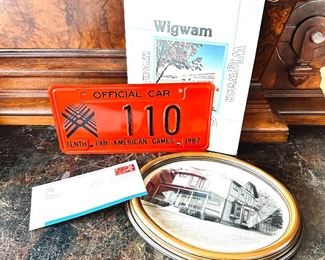 Wigwam
OFFICIAL CAR
110
TENTH PAN AMERICAN GAMES 1987